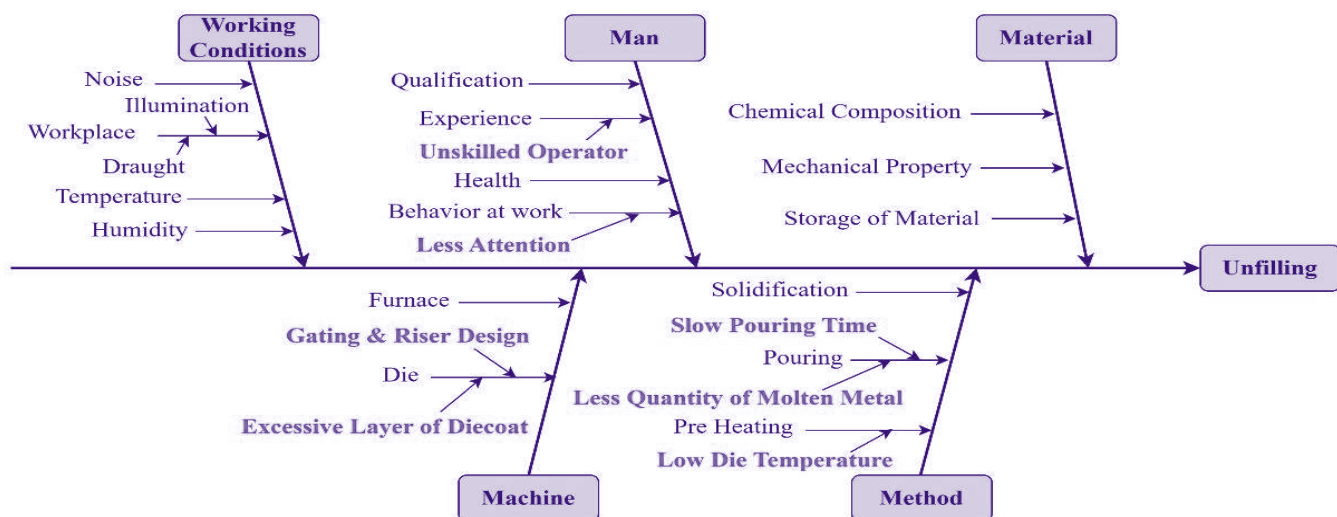 Working
Conditions
Man
Material
Noise
Illumination
Workplace
Draught
Temperature
Humidity
Qualification
Experience
Unskilled Operator
Health
Behavior at work
Less Attention
Chemical Composition
Mechanical Property
Storage of Material
Unfilling
Furnace
Gating & Riser Design
Die
Excessive Layer of Diecoat
Solidification
Slow Pouring Time
Pouring
Less Quantity of Molten Metal
Pre Heating
Low Die Temperature
Machine
Method